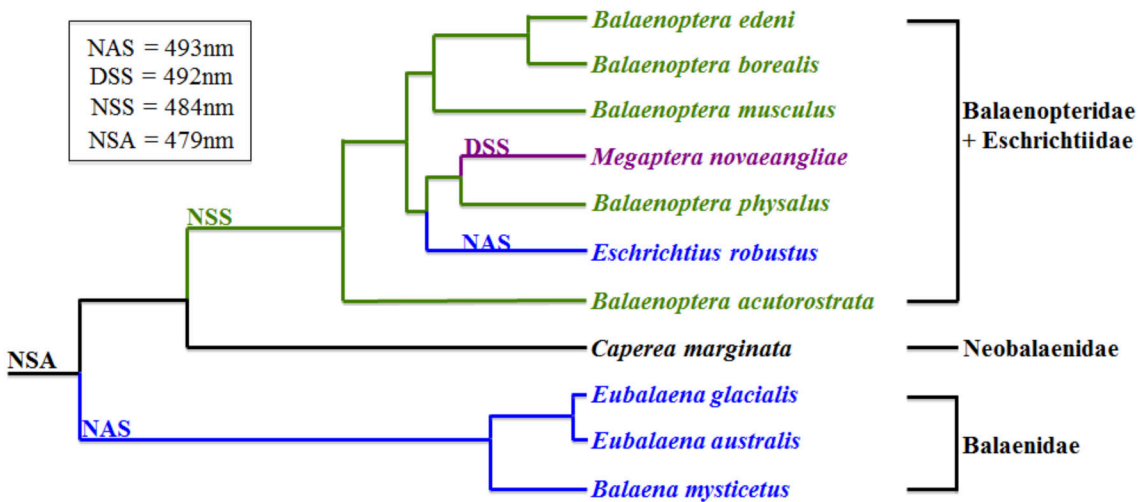 NAS = 493nm
DSS = 492nm
NSS = 484nm
NSA = 479nm
Balaenoptera edeni
Balaenoptera borealis
Balaenoptera musculus
DSS
Megaptera novaeangliae
Balaenoptera physalus
NAS
Eschrichtius robustus
NSS
Balaenoptera acutorostrata
Balaenopteridae
+ Eschrichtiidae
NSA
Caperea marginata
Neobalaenidae
Eubalaena glacialis
NAS
Eubalaena australis
Balaena mysticetus
Balaenidae